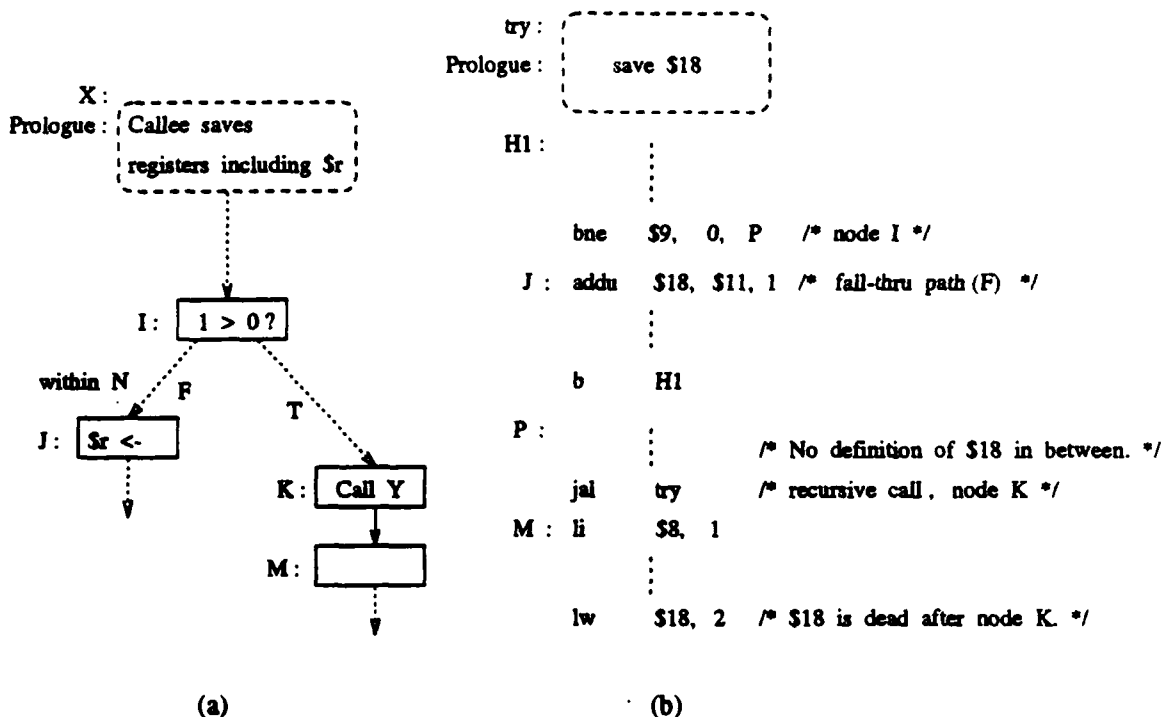 X :
Prologue : Callee saves
registers including $r
I : 1 > 0 ?
within N
F
T
J : $r <-
K : Call Y
M :
(a)
try :
Prologue : save $18
H1 :
bne $9, 0, P /* node I */
J : addu $18, $11, 1 /* fall-thru path (F) */
b H1
P :
/* No definition of $18 in between. */
jal try /* recursive call, node K */
M : li $8, 1
lw $18, 2 /* $18 is dead after node K. */
(b)